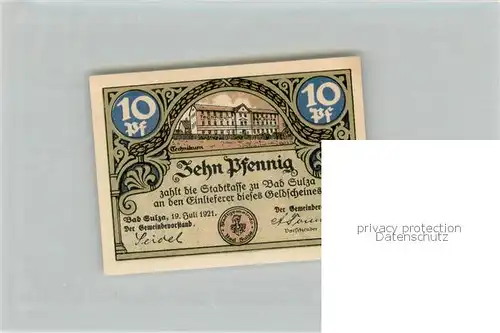 10 Pf
10 Pf
Technikum
Zehn Pfennig
zahlt die Stadtkasse zu Bad Sulza
an den Einlieferer dieses Geldscheines
Bad Sulza, 19. Juli 1921.
Der Gemeindevorstand.
Der Gemeinde
Seidel
Vorsitzender
privacy protection
Datenschutz